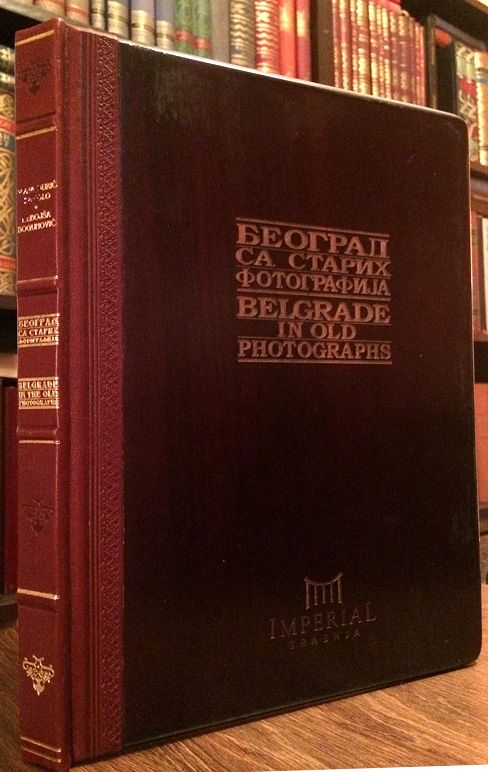 БЕОГРАД
СА СТАРИХ
ФОТОГРАФИЈА
BELGRADE
IN OLD
PHOTOGRAPHS
IMPERIAL
GRADNJA
БЕОГРАД
СА СТАРИХ
ФОТОГРАФИЈА
BELGRADE
IN THE OLD
PHOTOGRAPHS